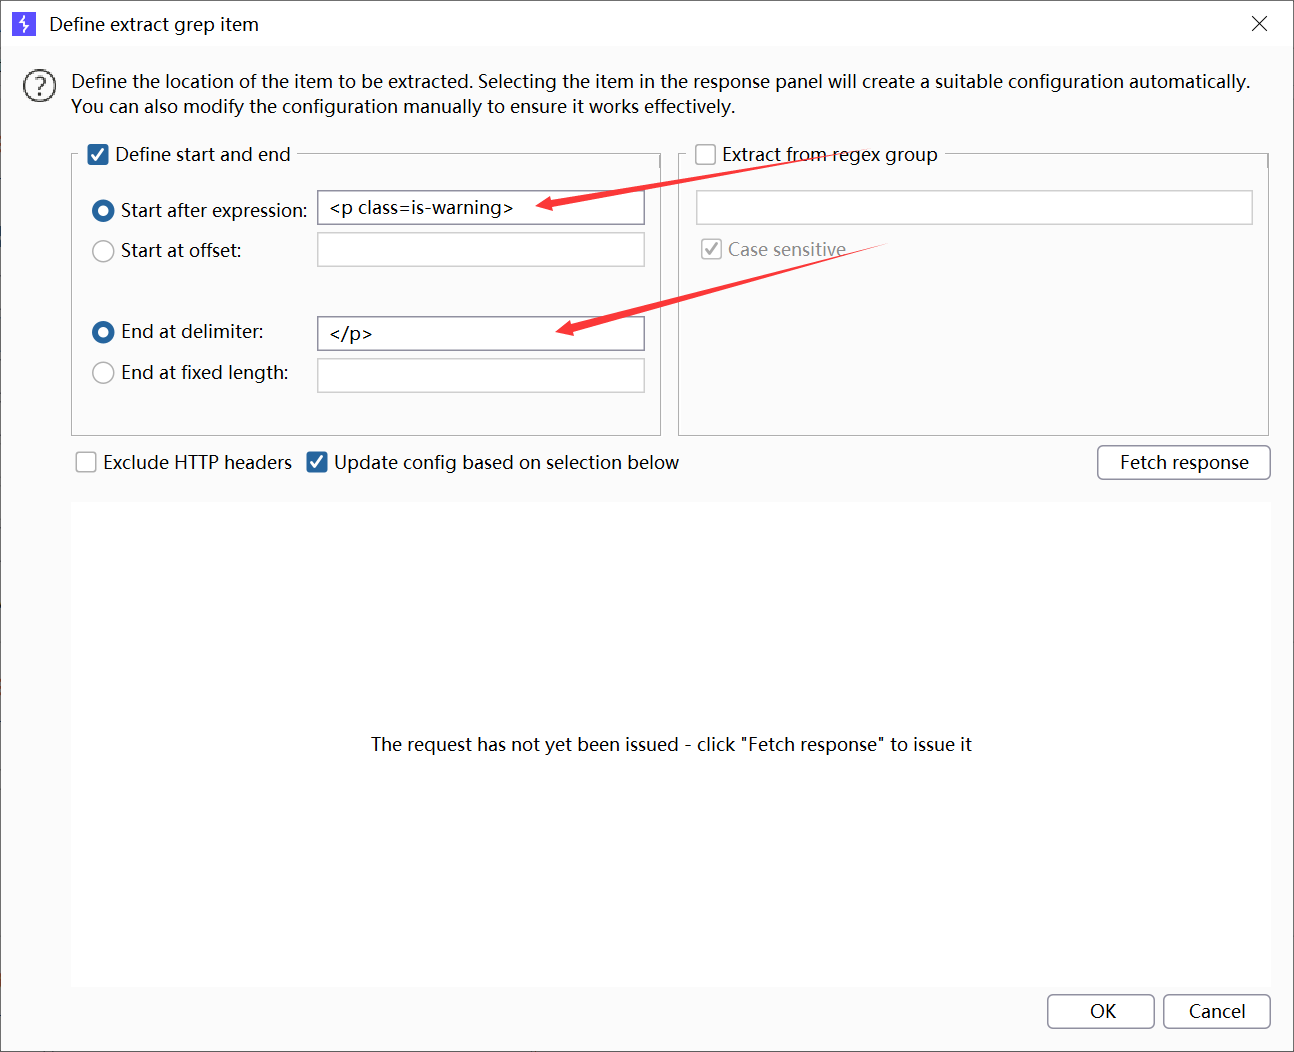 Define extract grep item
Define the location of the item to be extracted. Selecting the item in the response panel will create a suitable configuration automatically.
You can also modify the configuration manually to ensure it works effectively.
Define start and end
Start after expression: <p class=is-warning>
Start at offset:
End at delimiter: </p>
End at fixed length:
Extract from regex group
Case sensitive
Exclude HTTP headers
Update config based on selection below
Fetch response
The request has not yet been issued - click "Fetch response" to issue it
OK
Cancel